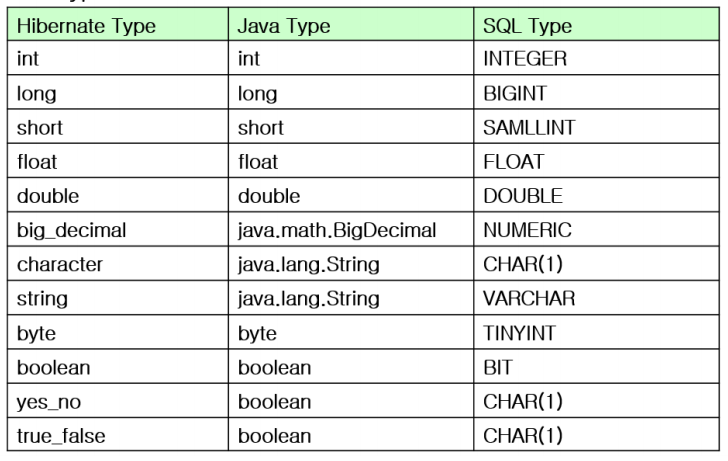 Hibernate Type Java Type SQL Type
int int INTEGER
long long BIGINT
short short SAMLLINT
float float FLOAT
double double DOUBLE
big_decimal java.math.BigDecimal NUMERIC
character java.lang.String CHAR(1)
string java.lang.String VARCHAR
byte byte TINYINT
boolean boolean BIT
yes_no boolean CHAR(1)
true_false boolean CHAR(1)